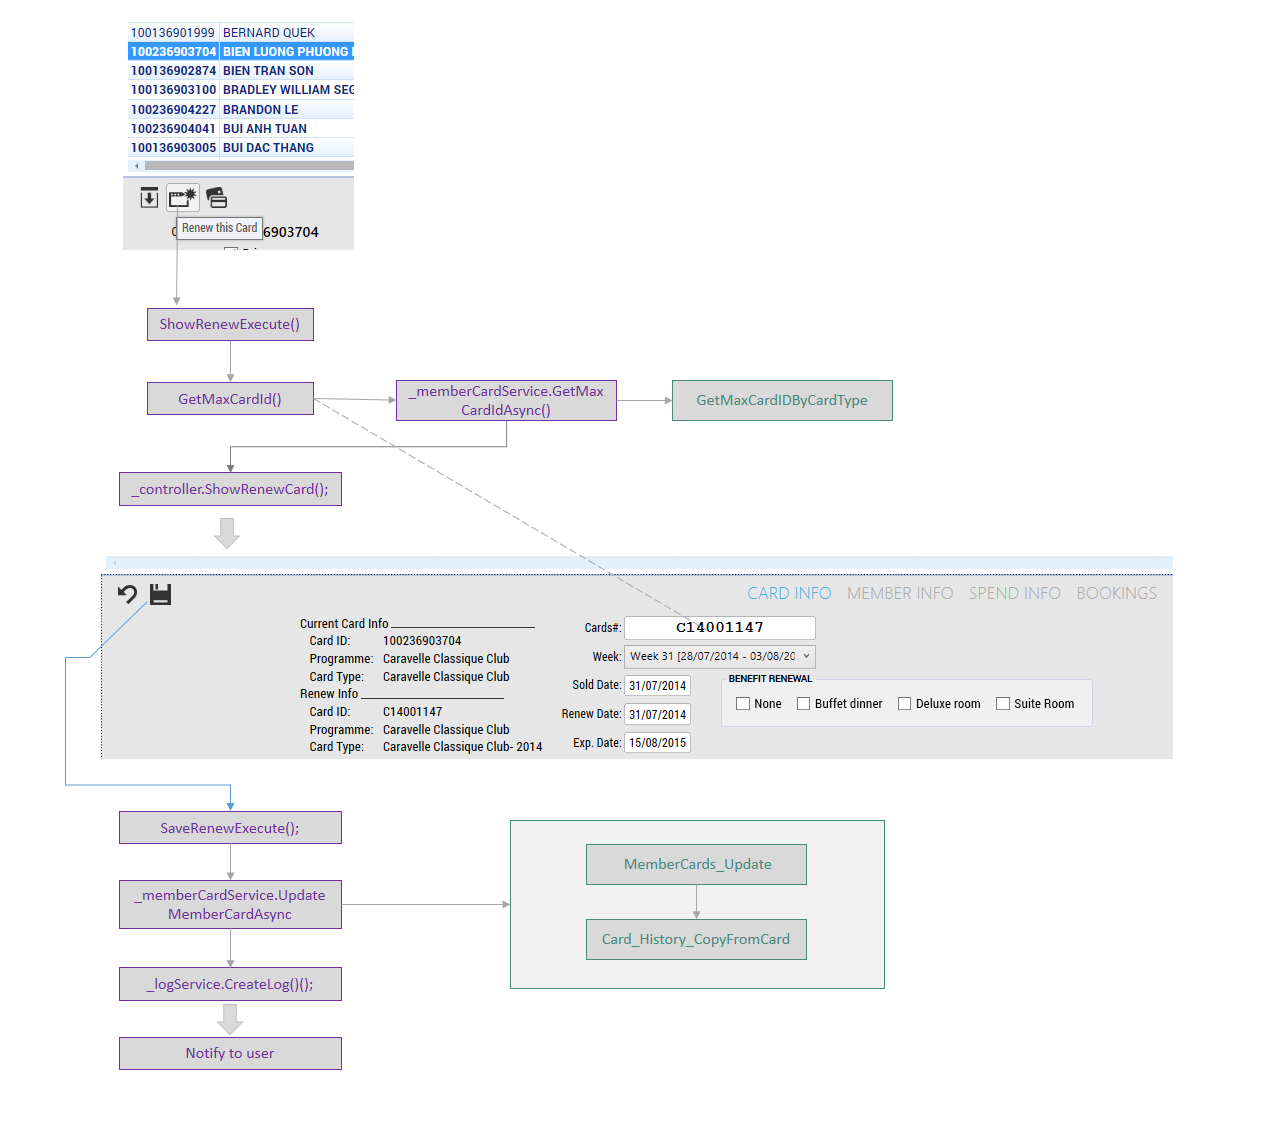 100136901999 BERNARD QUEK
100236903704 BIEN LUONG PHUONG
100136902874 BIEN TRAN SON
100136903100 BRADLEY WILLIAM SEG
100236904227 BRANDON LE
100236904041 BUI ANH TUAN
100136903005 BUI DAC THANG
Renew this Card
6903704
ShowRenewExecute()
GetMaxCardId()
_memberCardService.GetMax
CardIdAsync()
GetMaxCardIDByCardType
_controller.ShowRenewCard();
CARD INFO MEMBER INFO SPEND INFO BOOKINGS
Current Card Info
Card ID: 100236903704
Programme: Caravelle Classique Club
Card Type: Caravelle Classique Club
Renew Info
Card ID: C14001147
Programme: Caravelle Classique Club
Card Type: Caravelle Classique Club- 2014
Cards#: C14001147
Week: Week 31 [28/07/2014 - 03/08/20
Sold Date: 31/07/2014
Renew Date: 31/07/2014
Exp. Date: 15/08/2015
BENEFIT RENEWAL
None Buffet dinner Deluxe room Suite Room
SaveRenewExecute();
_memberCardService.Update
MemberCardAsync
_logService.CreateLog()();
Notify to user
MemberCards_Update
Card_History_CopyFromCard